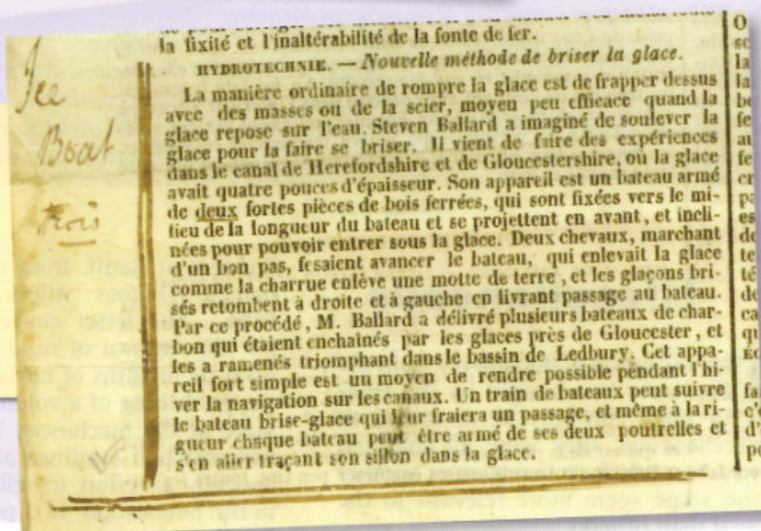 la fixité et l'inaltérabilité de la fonte de fer.
HYDROTECHNIE. — Nouvelle méthode de briser la glace.
La manière ordinaire de rompre la glace est de frapper dessus
avec des masses ou de la scier, moyen peu efficace quand la
glace repose sur l'eau. Steven Ballard a imaginé de soulever la
glace pour la faire se briser. Il vient de faire des expériences
dans le canal de Herefordshire et de Gloucestershire, où la glace
avait quatre pouces d'épaisseur. Son appareil est un bateau armé
de deux fortes pièces de bois ferrées, qui sont fixées vers le mi-
lieu de la longueur du bateau et se projettent en avant, et incli-
nées pour pouvoir entrer sous la glace. Deux chevaux, marchant
d'un bon pas, fesaient avancer le bateau, qui enlevait la glace
comme la charrue enlève une motte de terre, et les glaçons bri-
sés retombent à droite et à gauche en livrant passage au bateau.
Par ce procédé, M. Ballard a délivré plusieurs bateaux de char-
bon qui étaient enchaînés par les glaces près de Gloucester, et
les a ramenés triomphant dans le bassin de Ledbury. Cet appa-
reil fort simple est un moyen de rendre possible pendant l'hi-
ver la navigation sur les canaux. Un train de bateaux peut suivre
le bateau brise-glace qui leur fraiera un passage, et même à la ri-
gueur chaque bateau peut être armé de ses deux poutrelles et
s'en aller traçant son sillon dans la glace.
Ice
Boat